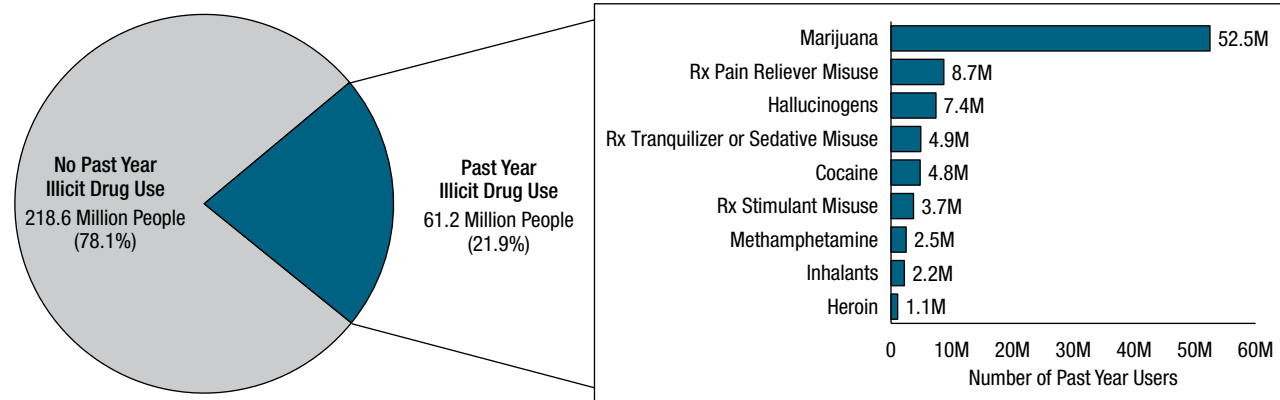 No Past Year
Illicit Drug Use
218.6 Million People
(78.1%)
Past Year
Illicit Drug Use
61.2 Million People
(21.9%)
Marijuana 52.5M
Rx Pain Reliever Misuse 8.7M
Hallucinogens 7.4M
Rx Tranquilizer or Sedative Misuse 4.9M
Cocaine 4.8M
Rx Stimulant Misuse 3.7M
Methamphetamine 2.5M
Inhalants 2.2M
Heroin 1.1M
0 10M 20M 30M 40M 50M 60M
Number of Past Year Users